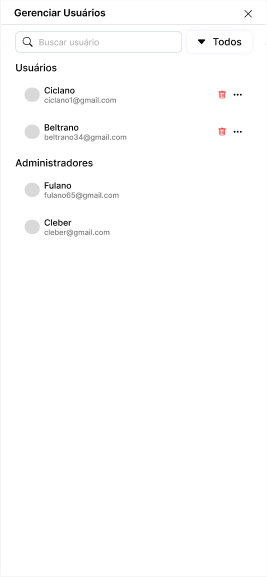 Gerenciar Usuários
Buscar usuário
Todos
Usuários
Ciclano
ciclano1@gmail.com
Beltrano
beltrano34@gmail.com
Administradores
Fulano
fulano65@gmail.com
Cleber
cleber@gmail.com